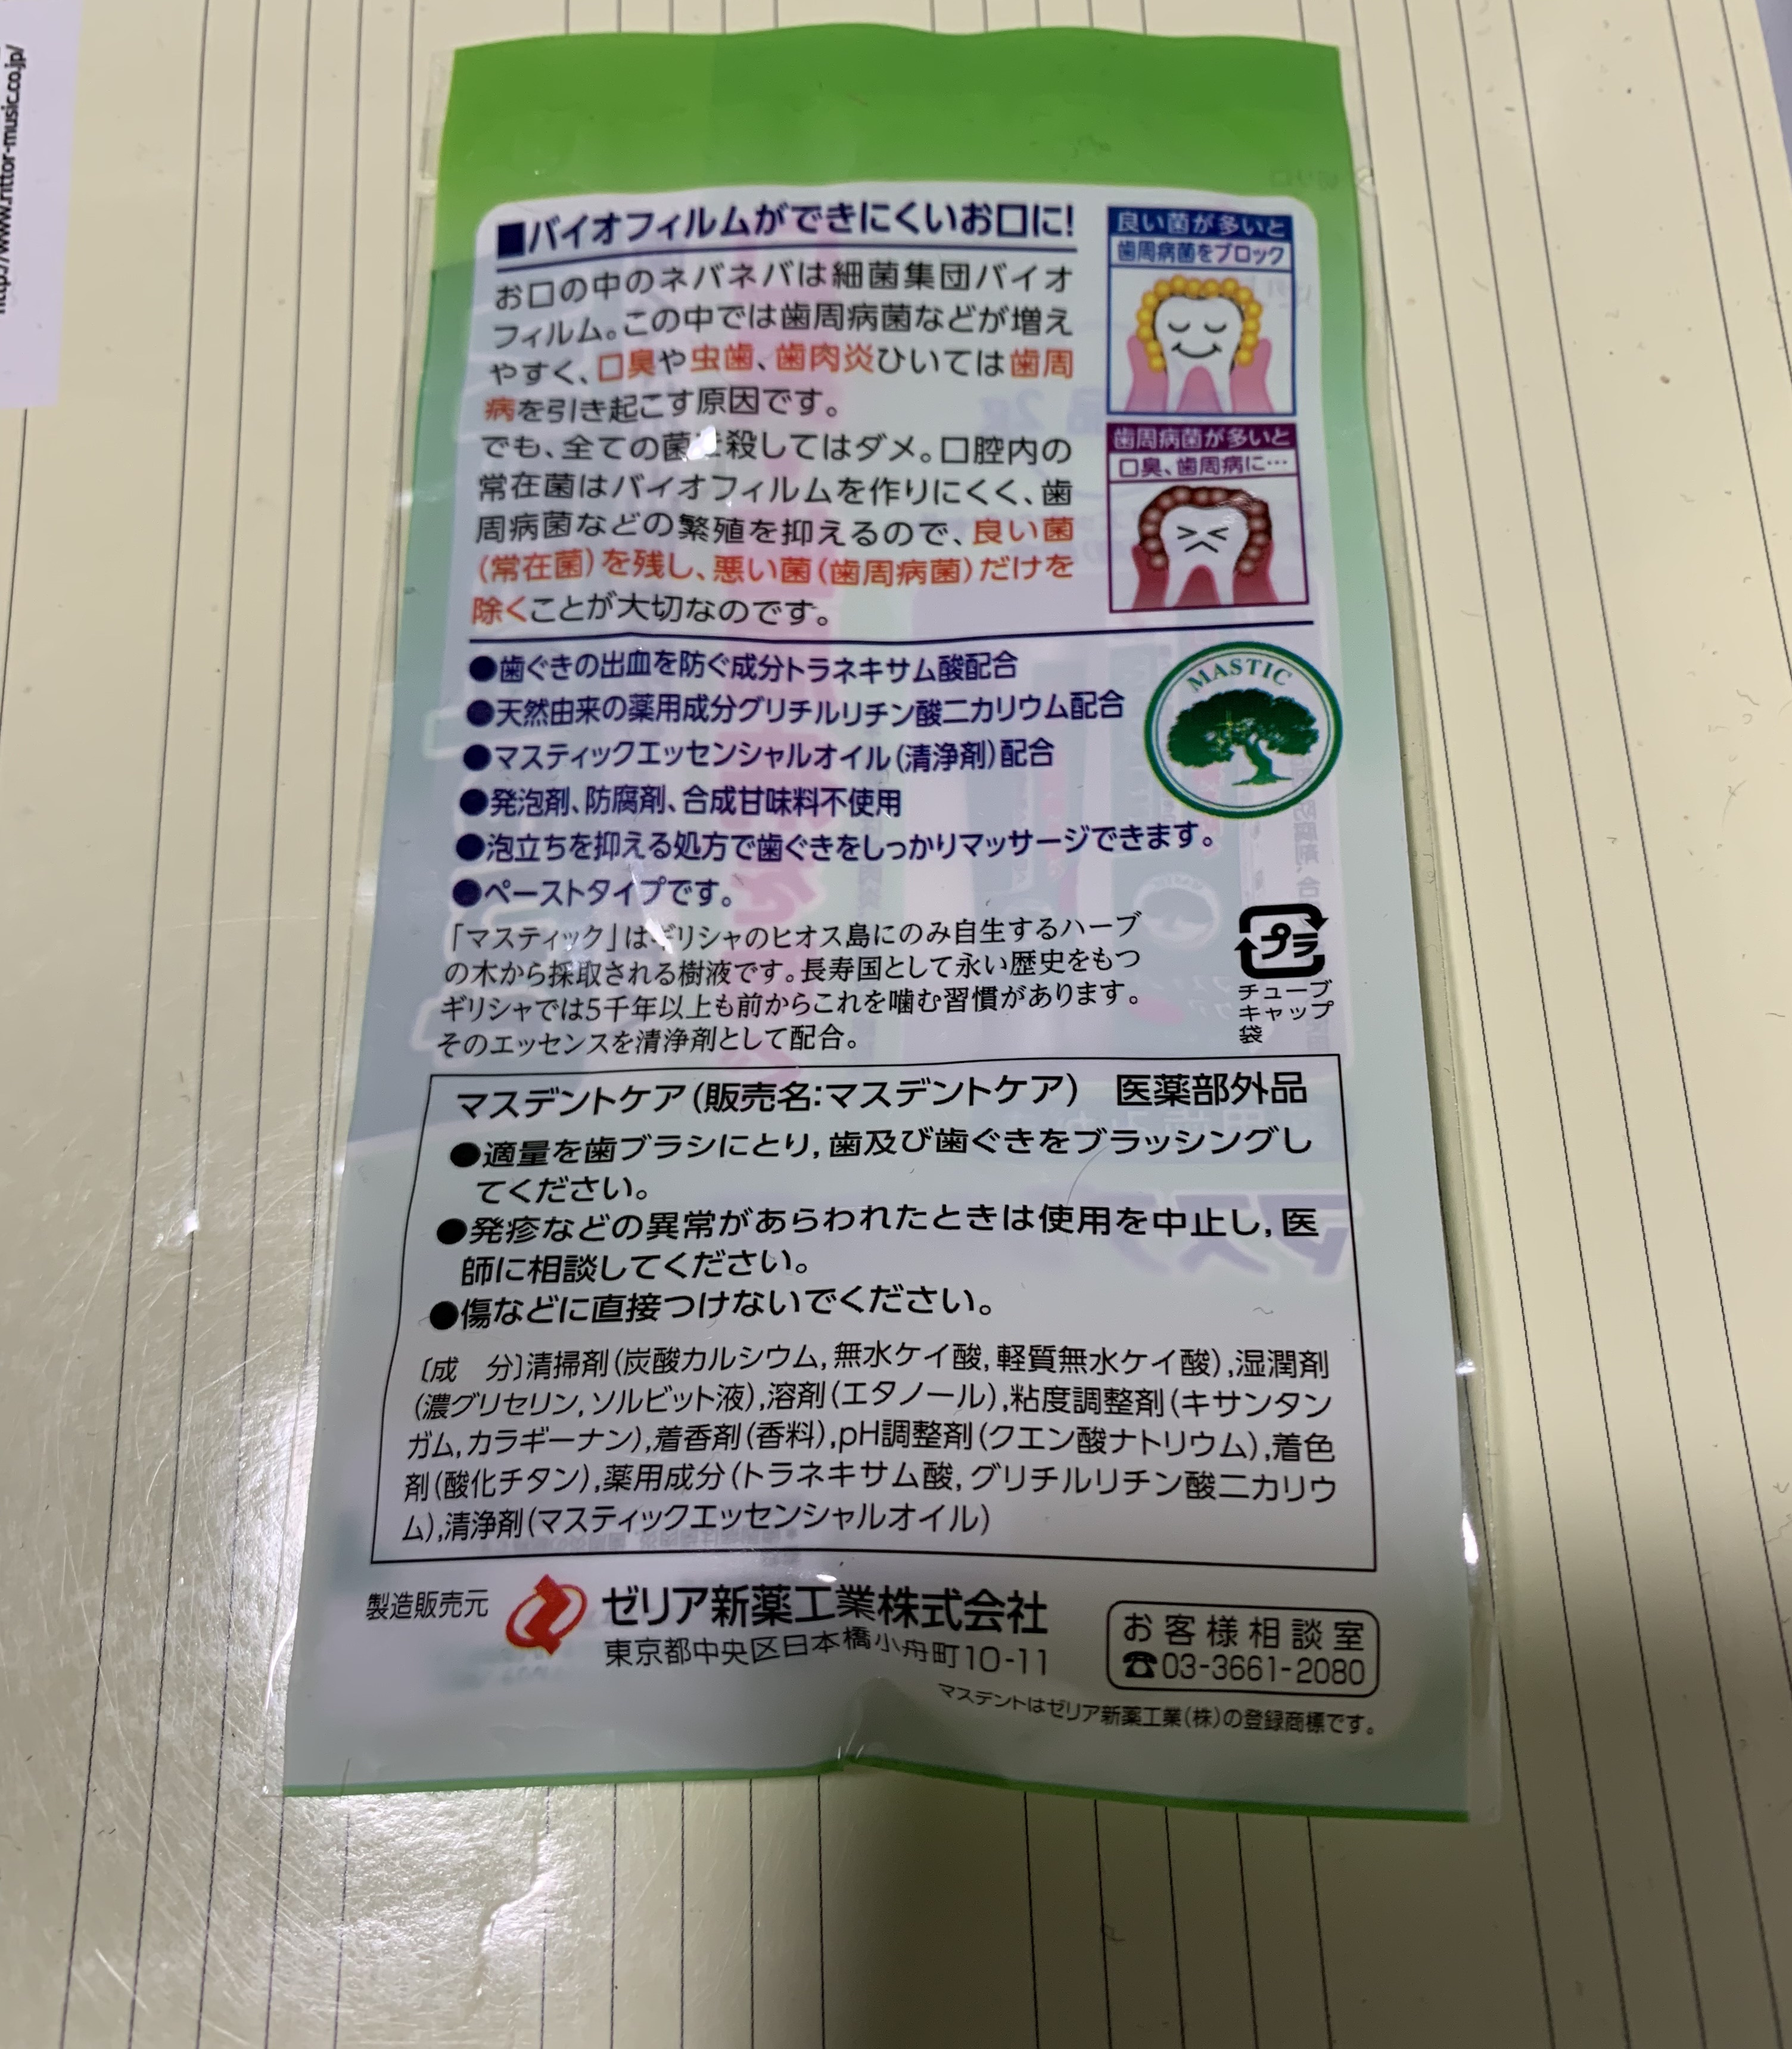 http://www.rittor-music.co.jp/
■バイオフィルムができにくいお口に!
お口の中のネバネバは細菌集団バイオ
フィルム。この中では歯周病菌などが増え
やすく、口臭や虫歯、歯肉炎ひいては歯周
病を引き起こす原因です。
でも、全ての菌 殺してはダメ。口腔内の
常在菌はバイオフィルムを作りにくく、歯
周病菌などの繁殖を抑えるので、良い菌
(常在菌)を残し、悪い菌(歯周病菌)だけを
除くことが大切なのです。
良い菌が多いと
歯周病菌をブロック
歯周病菌が多いと
口臭、歯周病に…
●歯ぐきの出血を防ぐ成分トラネキサム酸配合
●天然由来の薬用成分グリチルリチン酸二カリウム配合
●マスティックエッセンシャルオイル(清浄剤)配合
●発泡剤、防腐剤、合成甘味料不使用
●泡立ちを抑える処方で歯ぐきをしっかりマッサージできます。
●ペーストタイプです。
MASTIC
「マスティック」はギリシャのヒオス島にのみ自生するハーブ
の木から採取される樹液です。長寿国として永い歴史をもつ
ギリシャでは5千年以上も前からこれを噛む習慣があります。
そのエッセンスを清浄剤として配合。
プラ
チューブ
キャップ
袋
マスデントケア(販売名:マスデントケア) 医薬部外品
●適量を歯ブラシにとり,歯及び歯ぐきをブラッシングし
てください。
●発疹などの異常があらわれたときは使用を中止し,医
師に相談してください。
●傷などに直接つけないでください。
〔成 分〕清掃剤(炭酸カルシウム,無水ケイ酸,軽質無水ケイ酸),湿潤剤
(濃グリセリン,ソルビット液),溶剤(エタノール),粘度調整剤(キサンタン
ガム,カラギーナン),着香剤(香料),pH調整剤(クエン酸ナトリウム),着色
剤(酸化チタン),薬用成分(トラネキサム酸,グリチルリチン酸二カリウ
ム),清浄剤(マスティックエッセンシャルオイル)
製造販売元
ゼリア新薬工業株式会社
東京都中央区日本橋小舟町10-11
お客様相談室
☎03-3661-2080
マスデントはゼリア新薬工業(株)の登録商標です。